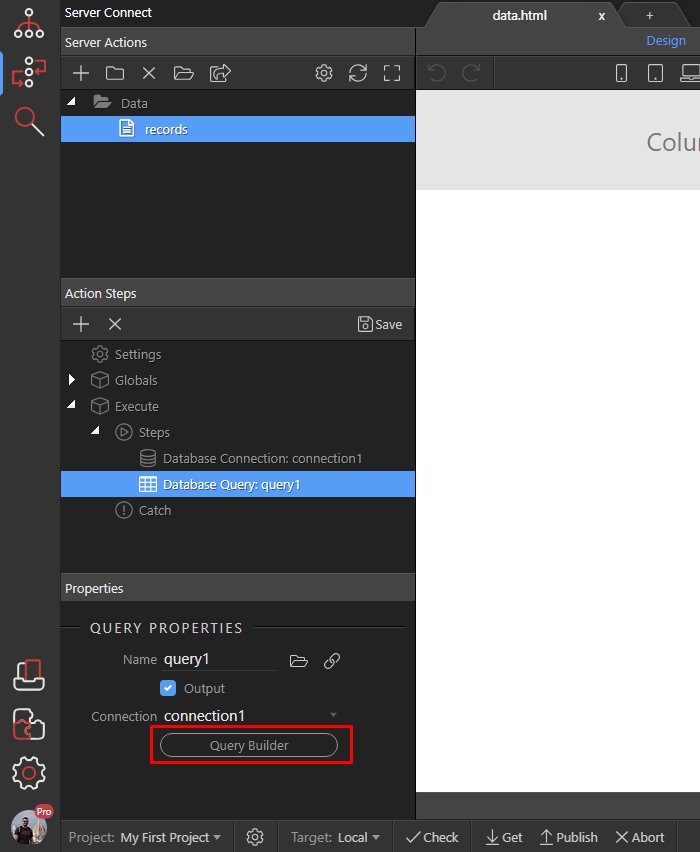 Server Connect
data.html x +
Server Actions
Design
Data
records
Colu
Action Steps
Save
Settings
Globals
Execute
Steps
Database Connection: connection1
Database Query: query1
Catch
Properties
QUERY PROPERTIES
Name query1
Output
Connection connection1
Query Builder
Pro
Project: My First Project Target: Local Check Get Publish Abort